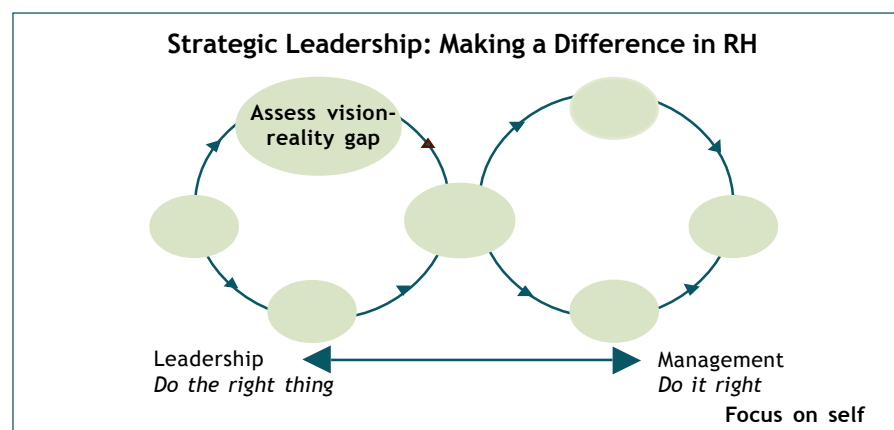 Strategic Leadership: Making a Difference in RH
Assess vision-
reality gap
Leadership
Do the right thing
Management
Do it right
Focus on self